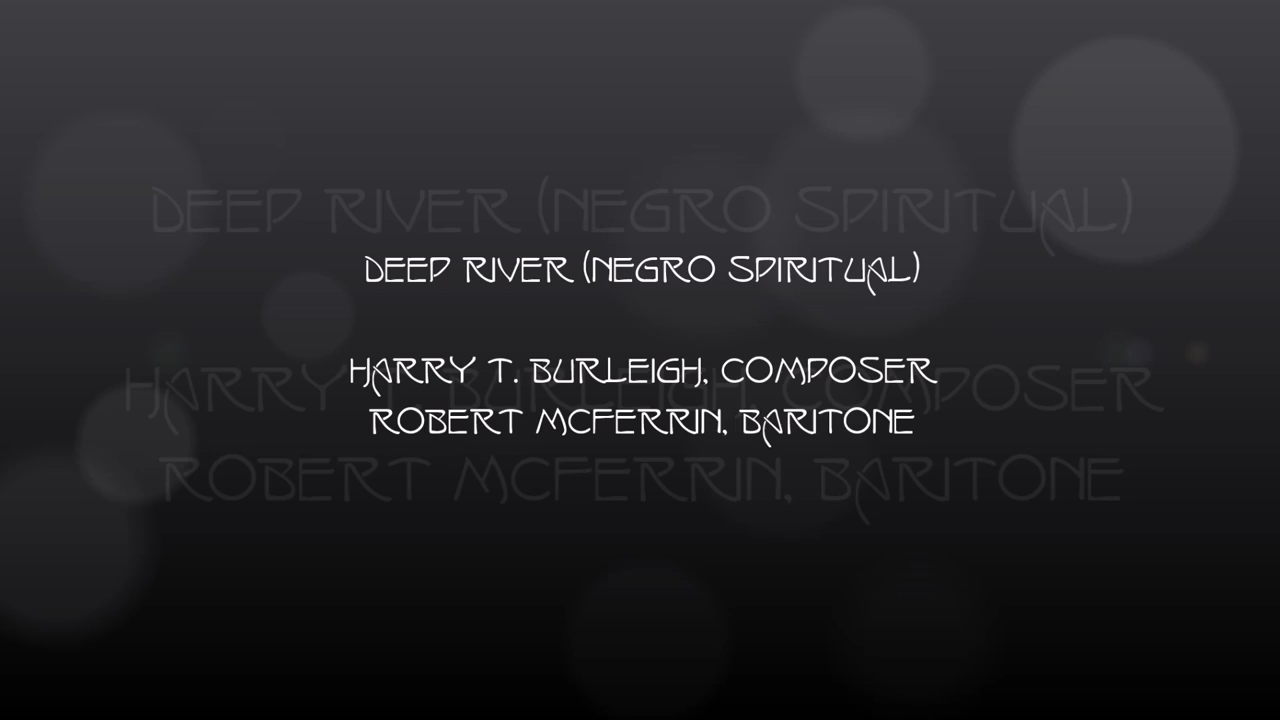 DEEP RIVER (NEGRO SPIRITUAL)
HARRY T. BURLEIGH, COMPOSER
ROBERT MCFERRIN, BARITONE